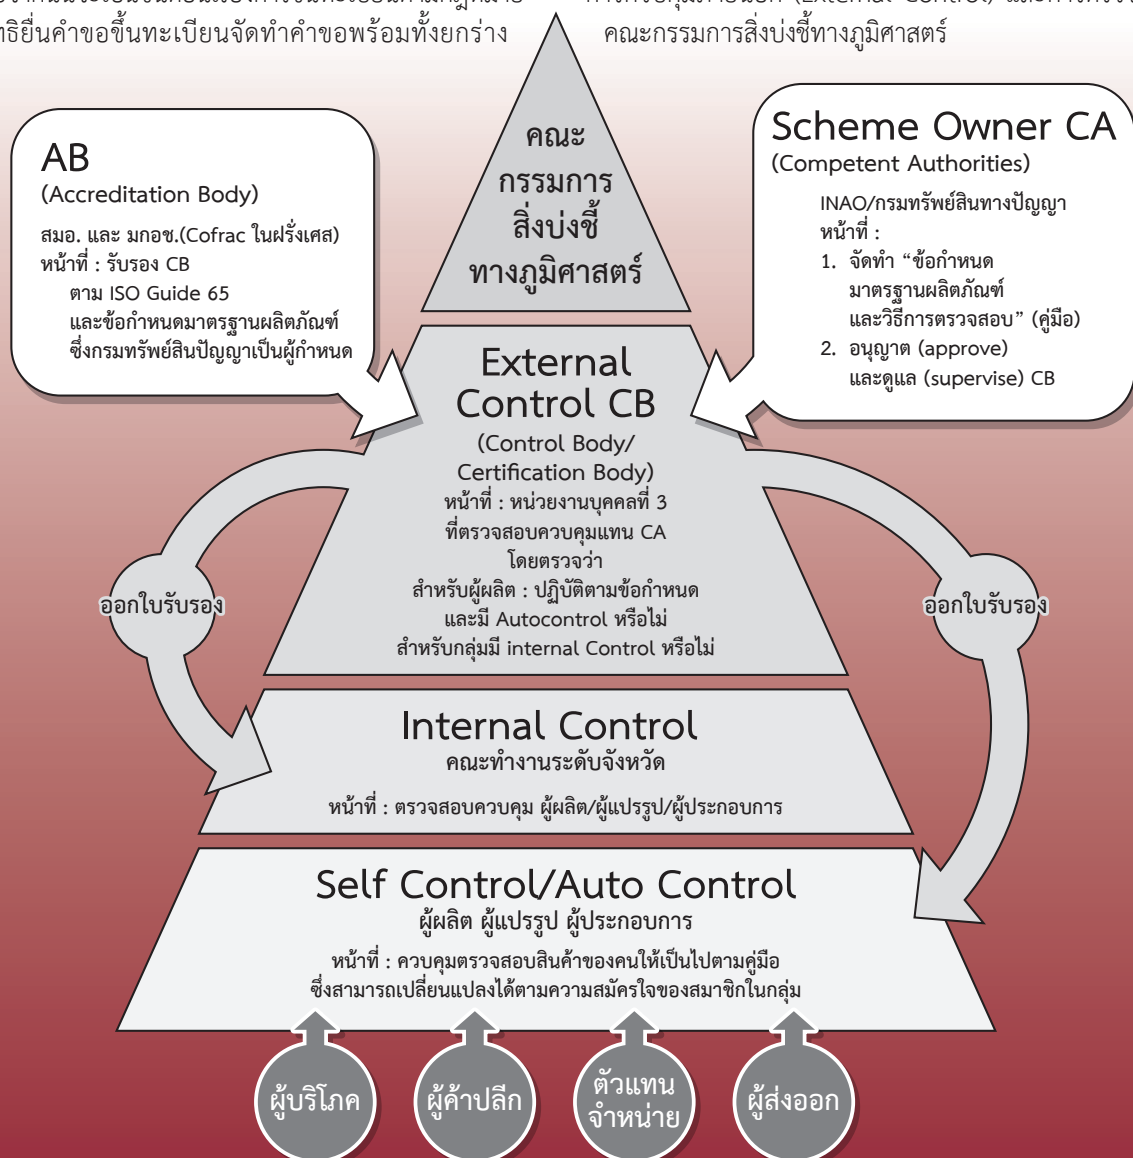 ทธิยื่นคำขอขึ้นทะเบียนจัดทำคำขอพร้อมทั้งยกร่าง
คณะกรรมการสิ่งบ่งชี้ทางภูมิศาสตร์
คณะ
กรรมการ
สิ่งบ่งชี้
ทางภูมิศาสตร์
AB
(Accreditation Body)
สมอ. และ มกอช.(Cofrac ในฝรั่งเศส)
หน้าที่ : รับรอง CB
ตาม ISO Guide 65
และข้อกำหนดมาตรฐานผลิตภัณฑ์
ซึ่งกรมทรัพย์สินปัญญาเป็นผู้กำหนด
Scheme Owner CA
(Competent Authorities)
INAO/กรมทรัพย์สินทางปัญญา
หน้าที่ :
1. จัดทำ “ข้อกำหนด
มาตรฐานผลิตภัณฑ์
และวิธีการตรวจสอบ” (คู่มือ)
2. อนุญาต (approve)
และดูแล (supervise) CB
External
Control CB
(Control Body/
Certification Body)
หน้าที่ : หน่วยงานบุคคลที่ 3
ที่ตรวจสอบควบคุมแทน CA
โดยตรวจว่า
สำหรับผู้ผลิต : ปฏิบัติตามข้อกำหนด
และมี Autocontrol หรือไม่
สำหรับกลุ่มมี internal Control หรือไม่
ออกใบรับรอง
ออกใบรับรอง
Internal Control
คณะทำงานระดับจังหวัด
หน้าที่ : ตรวจสอบควบคุม ผู้ผลิต/ผู้แปรรูป/ผู้ประกอบการ
Self Control/Auto Control
ผู้ผลิต ผู้แปรรูป ผู้ประกอบการ
หน้าที่ : ควบคุมตรวจสอบสินค้าของคนให้เป็นไปตามคู่มือ
ซึ่งสามารถเปลี่ยนแปลงได้ตามความสมัครใจของสมาชิกในกลุ่ม
ผู้บริโภค
ผู้ค้าปลีก
ตัวแทน
จำหน่าย
ผู้ส่งออก